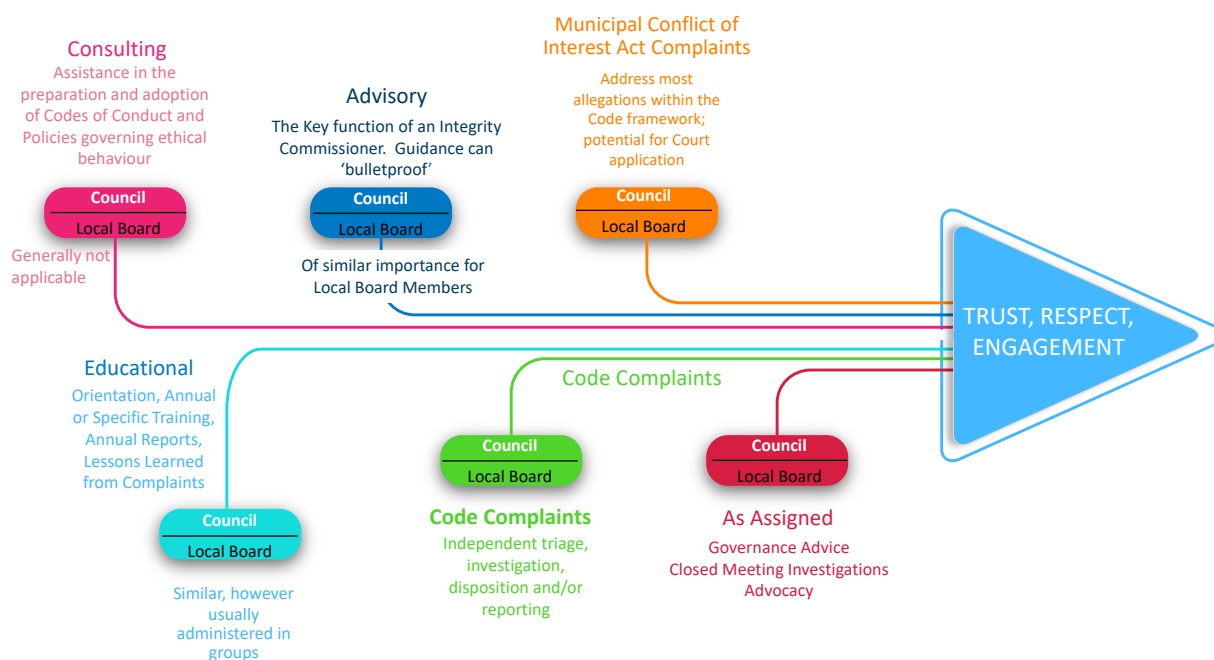 Consulting
Assistance in the
preparation and adoption
of Codes of Conduct and
Policies governing ethical
behaviour
Council
Local Board
Generally not
applicable
Advisory
The Key function of an Integrity
Commissioner. Guidance can
‘bulletproof’
Council
Local Board
Of similar importance for
Local Board Members
Municipal Conflict of
Interest Act Complaints
Address most
allegations within the
Code framework;
potential for Court
application
Council
Local Board
TRUST, RESPECT,
ENGAGEMENT
Educational
Orientation, Annual
or Specific Training,
Annual Reports,
Lessons Learned
from Complaints
Council
Local Board
Similar, however
usually
administered in
groups
Code Complaints
Council
Local Board
Code Complaints
Independent triage,
investigation,
disposition and/or
reporting
Council
Local Board
As Assigned
Governance Advice
Closed Meeting Investigations
Advocacy